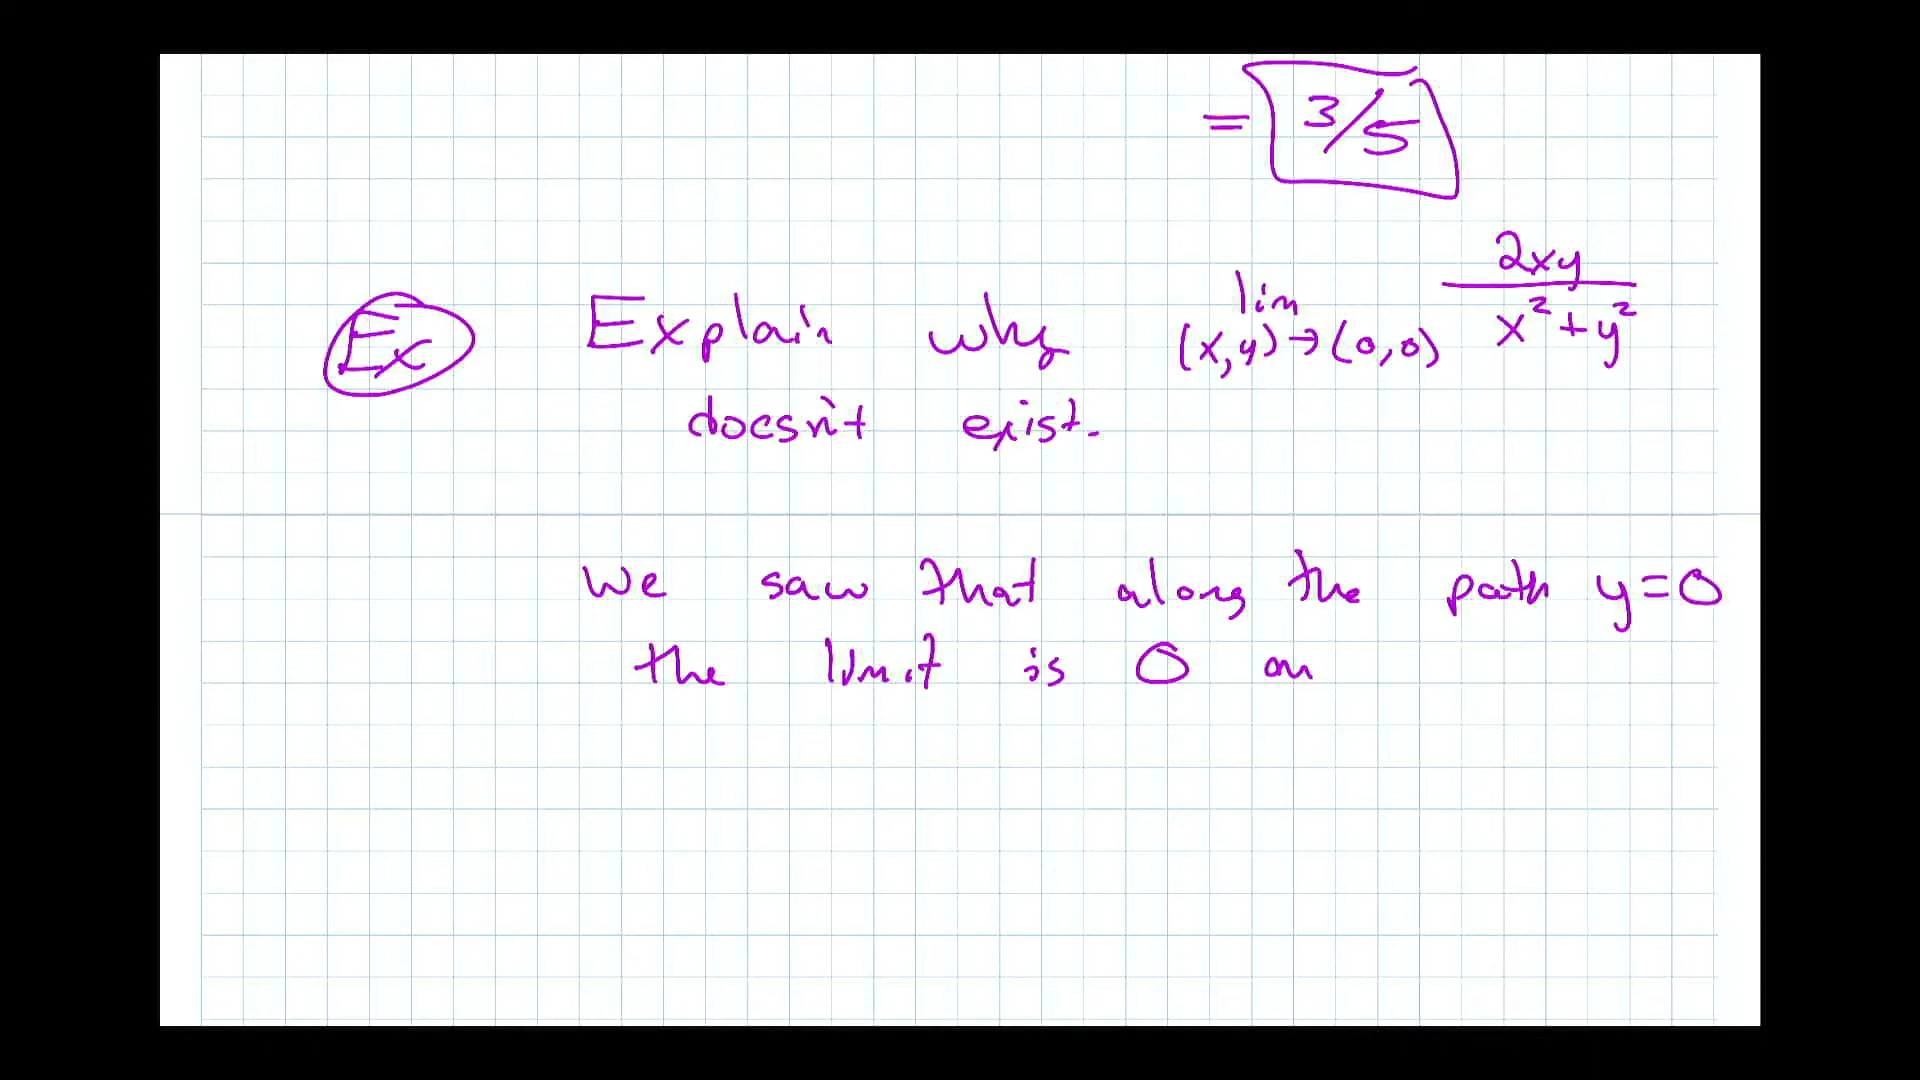 = 3/5
Ex Explain why lim (x,y)→(0,0) 2xy / x²+y²
doesn't exist.
We saw that along the path y=0
the limit is 0 an